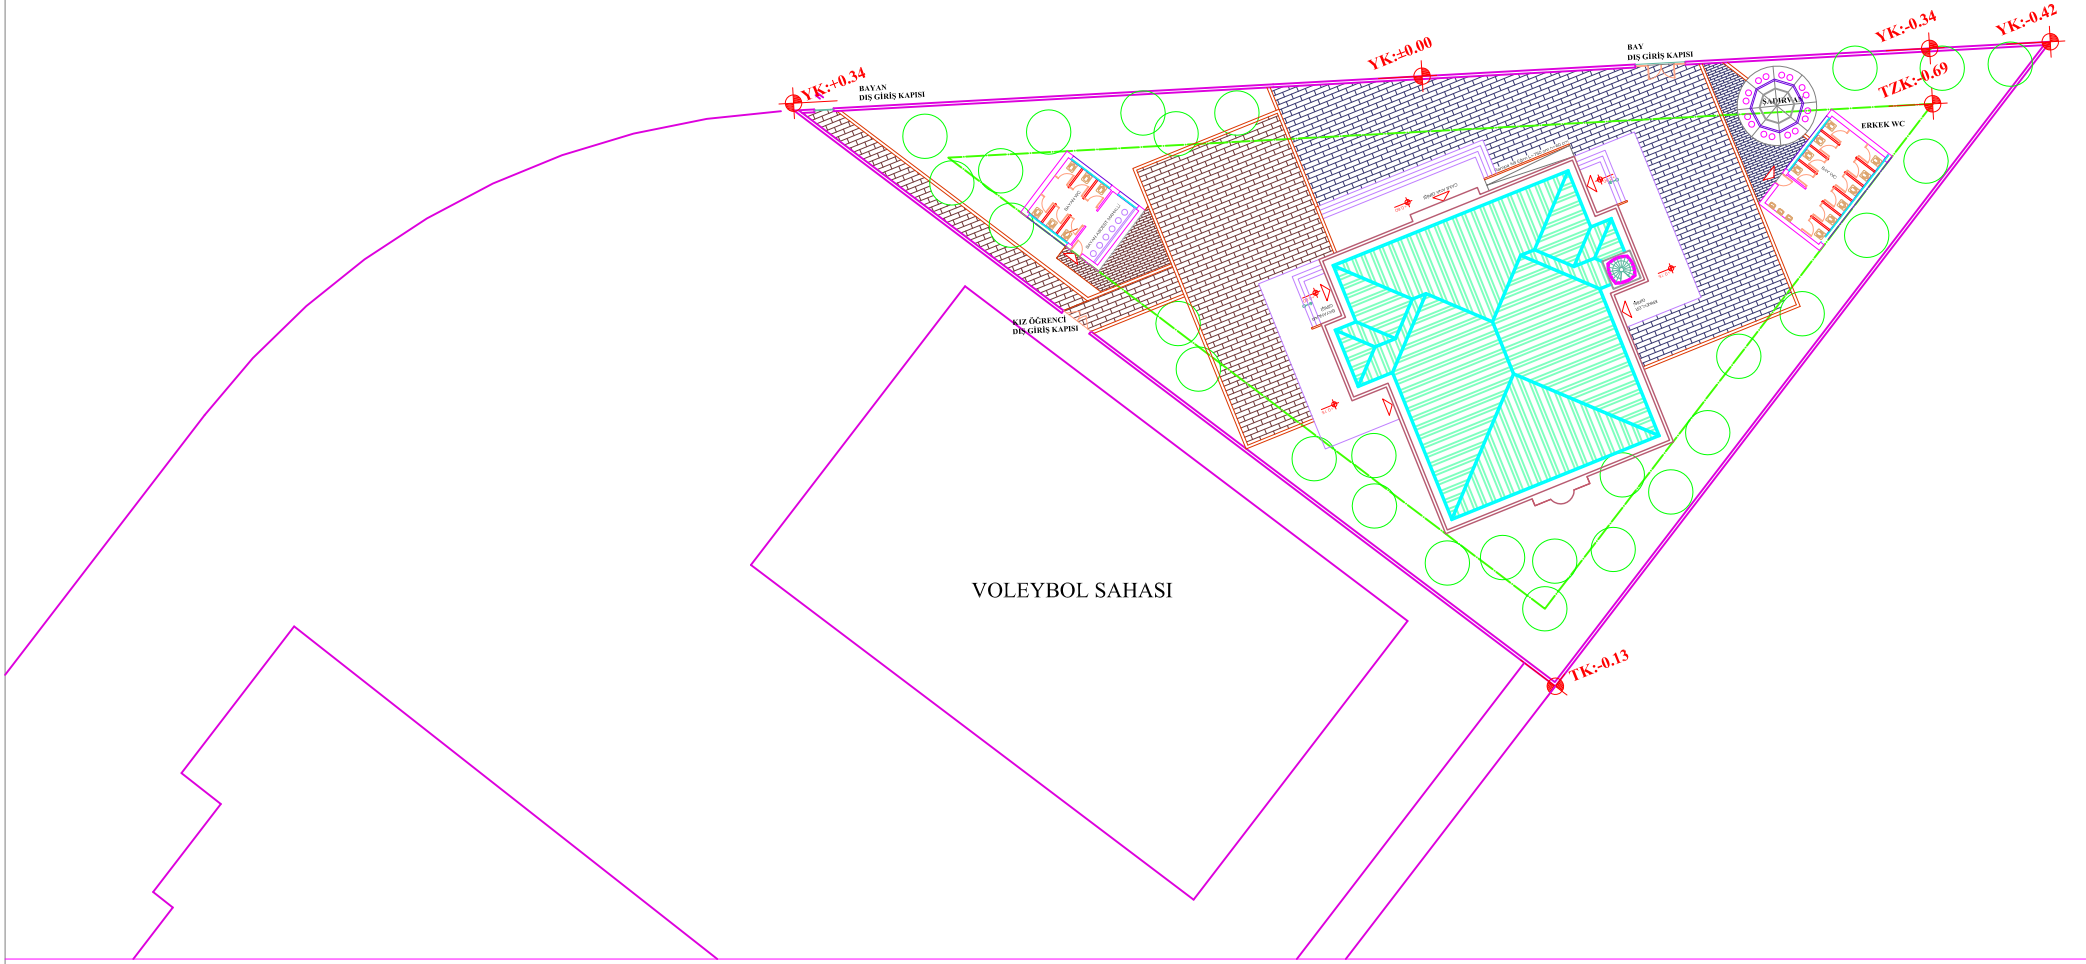 YK:-0.42
YK:-0.34
YK:±0.00
BAY
DIŞ GİRİŞ KAPISI
YK:+0.34
TZK:-0.69
BAYAN
DIŞ GİRİŞ KAPISI
ŞADIRVAN
ERKEK WC
KIZ ÖĞRENCİ
DIŞ GİRİŞ KAPISI
VOLEYBOL SAHASI
TK:-0.13